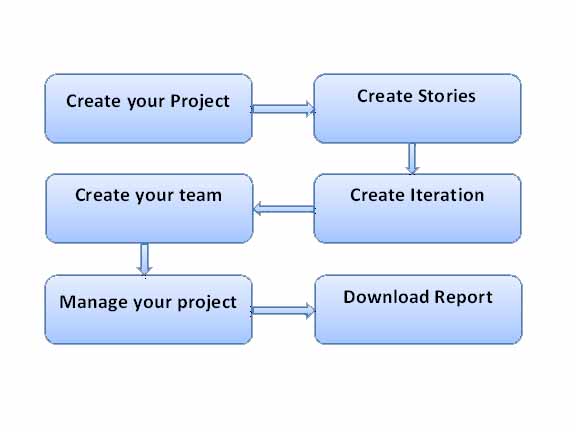 Create your Project
Create Stories
Create your team
Create Iteration
Manage your project
Download Report